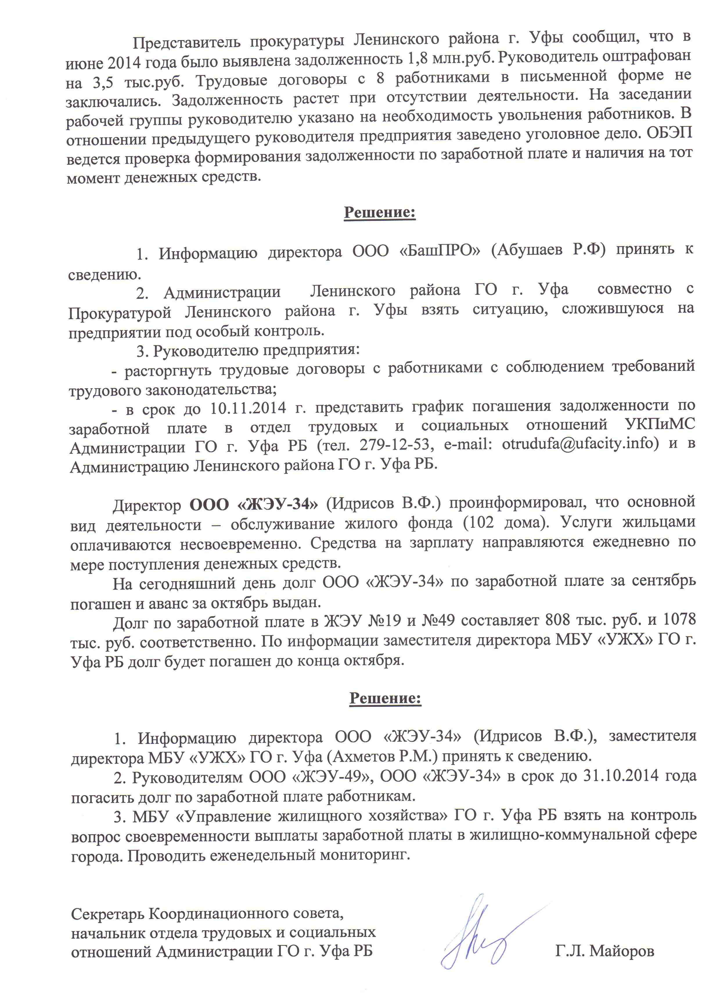 Представитель прокуратуры Ленинского района г. Уфы сообщил, что в
июне 2014 года было выявлена задолженность 1,8 млн.руб. Руководитель оштрафован
на 3,5 тыс.руб. Трудовые договоры с 8 работниками в письменной форме не
заключались. Задолженность растет при отсутствии деятельности. На заседании
рабочей группы руководителю указано на необходимость увольнения работников. В
отношении предыдущего руководителя предприятия заведено уголовное дело. ОБЭП
ведется проверка формирования задолженности по заработной плате и наличия на тот
момент денежных средств.
Решение:
1. Информацию директора ООО «БашПРО» (Абушаев Р.Ф) принять к
сведению.
2. Администрации Ленинского района ГО г. Уфа совместно с
Прокуратурой Ленинского района г. Уфы взять ситуацию, сложившуюся на
предприятии под особый контроль.
3. Руководителю предприятия:
- расторгнуть трудовые договоры с работниками с соблюдением требований
трудового законодательства;
- в срок до 10.11.2014 г. представить график погашения задолженности по
заработной плате в отдел трудовых и социальных отношений УКПиМС
Администрации ГО г. Уфа РБ (тел. 279-12-53, e-mail: otrudufa@ufacity.info) и в
Администрацию Ленинского района ГО г. Уфа РБ.
Директор ООО «ЖЭУ-34» (Идрисов В.Ф.) проинформировал, что основной
вид деятельности – обслуживание жилого фонда (102 дома). Услуги жильцами
оплачиваются несвоевременно. Средства на зарплату направляются ежедневно по
мере поступления денежных средств.
На сегодняшний день долг ООО «ЖЭУ-34» по заработной плате за сентябрь
погашен и аванс за октябрь выдан.
Долг по заработной плате в ЖЭУ №19 и №49 составляет 808 тыс. руб. и 1078
тыс. руб. соответственно. По информации заместителя директора МБУ «УЖХ» ГО г.
Уфа РБ долг будет погашен до конца октября.
Решение:
1. Информацию директора ООО «ЖЭУ-34» (Идрисов В.Ф.), заместителя
директора МБУ «УЖХ» ГО г. Уфа (Ахметов Р.М.) принять к сведению.
2. Руководителям ООО «ЖЭУ-49», ООО «ЖЭУ-34» в срок до 31.10.2014 года
погасить долг по заработной плате работникам.
3. МБУ «Управление жилищного хозяйства» ГО г. Уфа РБ взять на контроль
вопрос своевременности выплаты заработной платы в жилищно-коммунальной сфере
города. Проводить еженедельный мониторинг.
Секретарь Координационного совета,
начальник отдела трудовых и социальных
отношений Администрации ГО г. Уфа РБ Г.Л. Майоров